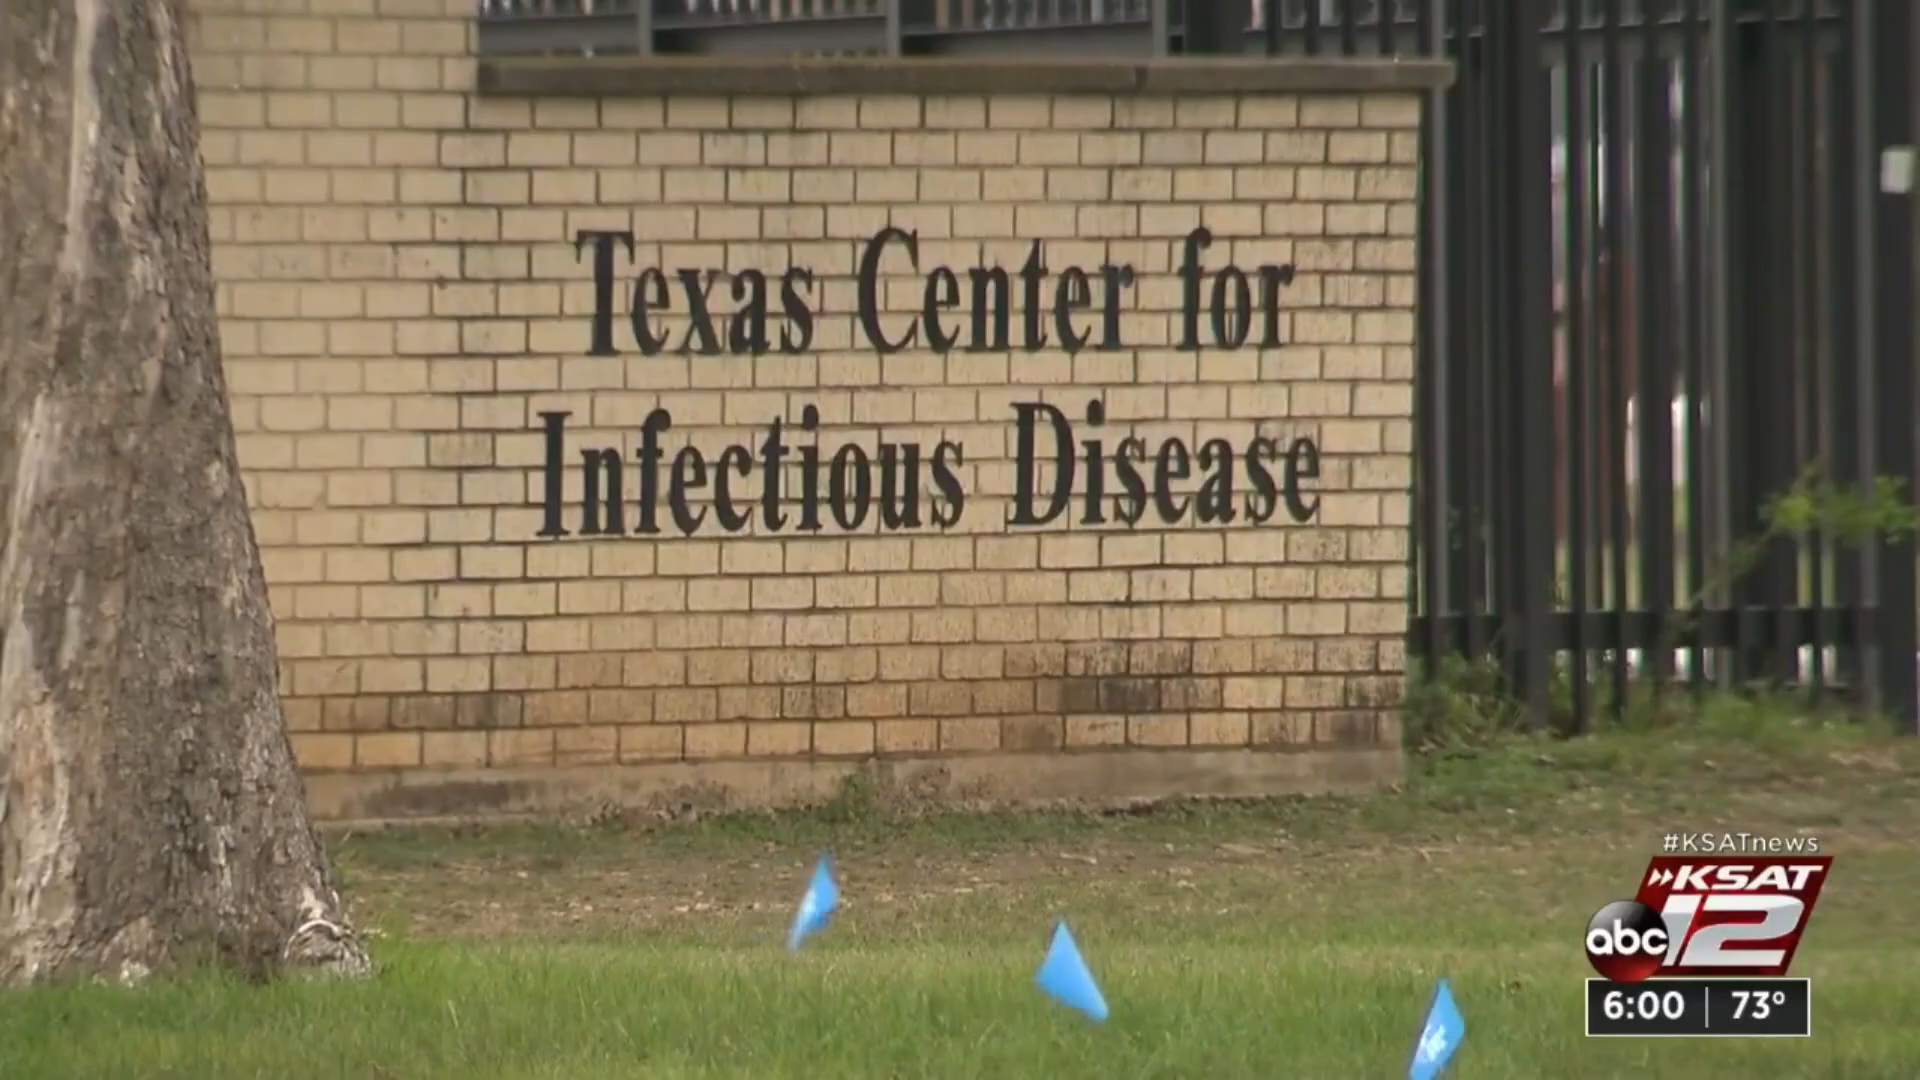 Texas Center for
Infectious Disease
#KSATnews
KSAT
abc 12
6:00 73°